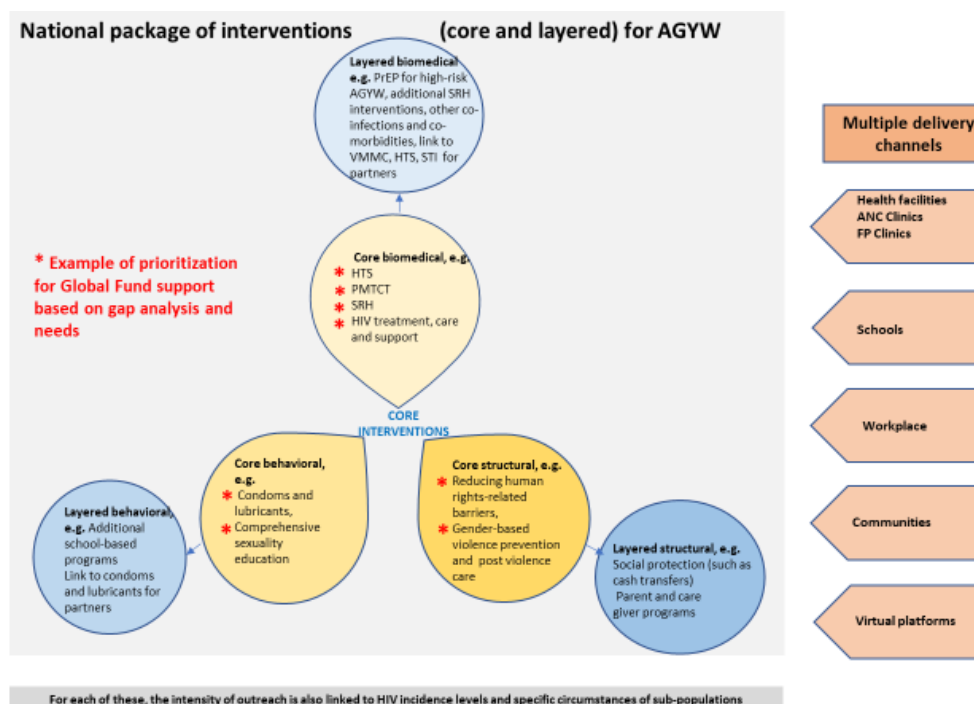 National package of interventions (core and layered) for AGYW
Layered biomedical
e.g. PrEP for high-risk
AGYW, additional SRH
interventions, other co-
infections and co-
morbidities, link to
VMMC, HTS, STI for
partners
* Example of prioritization
for Global Fund support
based on gap analysis and
needs
Core biomedical, e.g.
* HTS
* PMTCT
* SRH
* HIV treatment, care
and support
CORE
INTERVENTIONS
Core behavioral,
e.g.
* Condoms and
lubricants,
* Comprehensive
sexuality
education
Layered behavioral,
e.g. Additional
school-based
programs
Link to condoms
and lubricants for
partners
Core structural, e.g.
* Reducing human
rights-related
barriers,
* Gender-based
violence prevention
and post violence
care
Layered structural, e.g.
Social protection (such as
cash transfers)
Parent and care
giver programs
Multiple delivery
channels
Health facilities
ANC Clinics
FP Clinics
Schools
Workplace
Communities
Virtual platforms
For each of these, the intensity of outreach is also linked to HIV incidence levels and specific circumstances of sub-populations